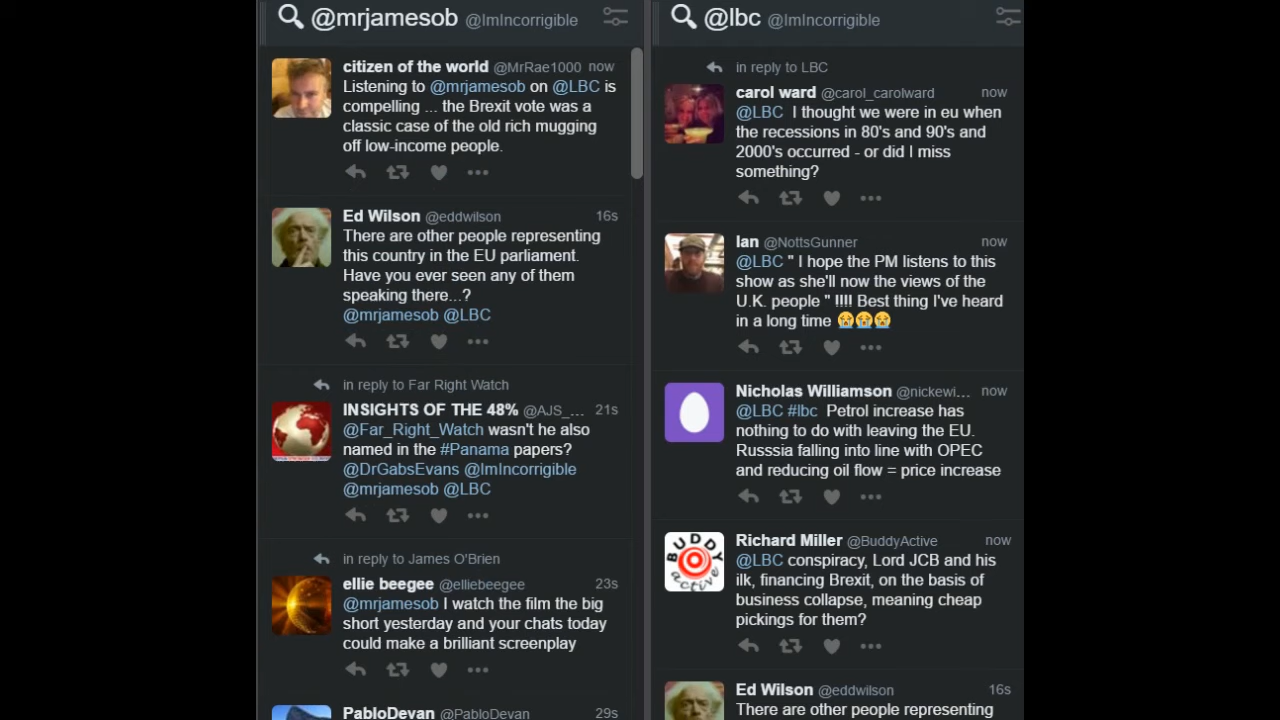 @mrjamesob @ImIncorrigible
citizen of the world @MrRae1000 now
Listening to @mrjamesob on @LBC is
compelling ... the Brexit vote was a
classic case of the old rich mugging
off low-income people.
Ed Wilson @eddwilson 16s
There are other people representing
this country in the EU parliament.
Have you ever seen any of them
speaking there...?
@mrjamesob @LBC
in reply to Far Right Watch
INSIGHTS OF THE 48% @AJS_... 21s
@Far_Right_Watch wasn't he also
named in the #Panama papers?
@DrGabsEvans @ImIncorrigible
@mrjamesob @LBC
in reply to James O'Brien
ellie beegee @elliebeegee 23s
@mrjamesob I watch the film the big
short yesterday and your chats today
could make a brilliant screenplay
PabloDevan @PabloDevan 29s
@lbc @ImIncorrigible
in reply to LBC
carol ward @carol_carolward now
@LBC I thought we were in eu when
the recessions in 80's and 90's and
2000's occurred - or did I miss
something?
Ian @NottsGunner now
@LBC " I hope the PM listens to this
show as she'll now the views of the
U.K. people " !!!! Best thing I've heard
in a long time 😭😭😭
Nicholas Williamson @nickewi... now
@LBC #lbc Petrol increase has
nothing to do with leaving the EU.
Russsia falling into line with OPEC
and reducing oil flow = price increase
Richard Miller @BuddyActive now
BUDDY
active
@LBC conspiracy, Lord JCB and his
ilk, financing Brexit, on the basis of
business collapse, meaning cheap
pickings for them?
Ed Wilson @eddwilson 16s
There are other people representing